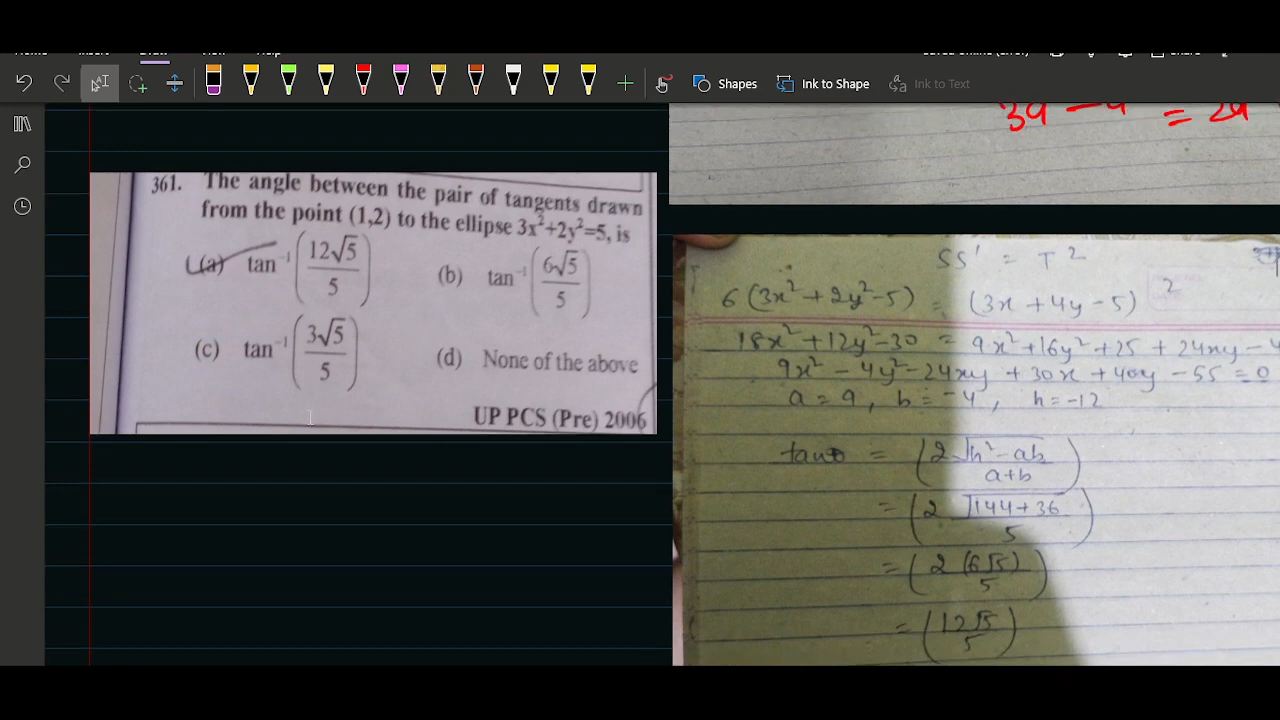 Shapes
Ink to Shape
Ink to Text
= 24
361. The angle between the pair of tangents drawn
from the point (1,2) to the ellipse 3x²+2y²=5, is
(a) tan⁻¹ (12√5/5)
(b) tan⁻¹ (6√5/5)
(c) tan⁻¹ (3√5/5)
(d) None of the above
UP PCS (Pre) 2006
SS' = T²
6(3x²+2y²-5) = (3x+4y-5)²
18x²+12y²-30 = 9x²+16y²+25+24xy-4
9x²-4y²-24xy+30x+40y-55=0
a=9, b=-4, h=-12
tanθ = (2√h²-ab/a+b)
= (2√144+36/5)
= (2(6√5)/5)
= (12√5/5)